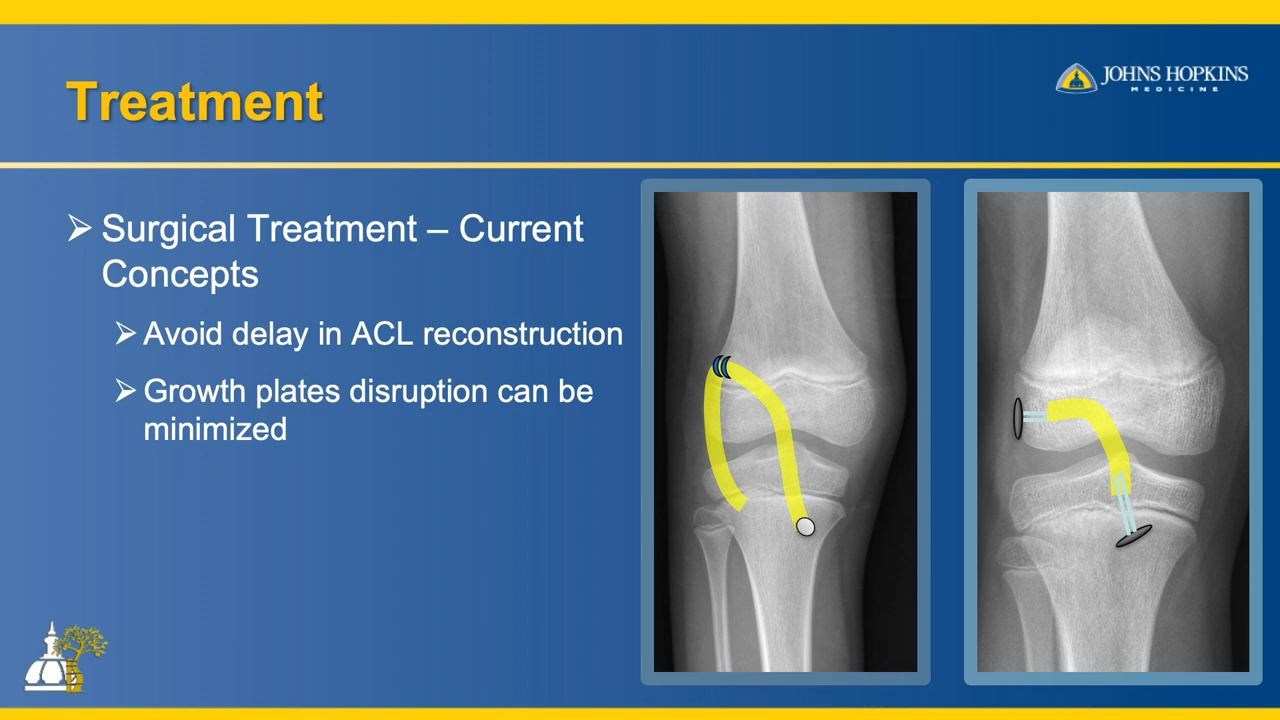 Treatment
JOHNS HOPKINS
MEDICINE
Surgical Treatment – Current
Concepts
Avoid delay in ACL reconstruction
Growth plates disruption can be
minimized